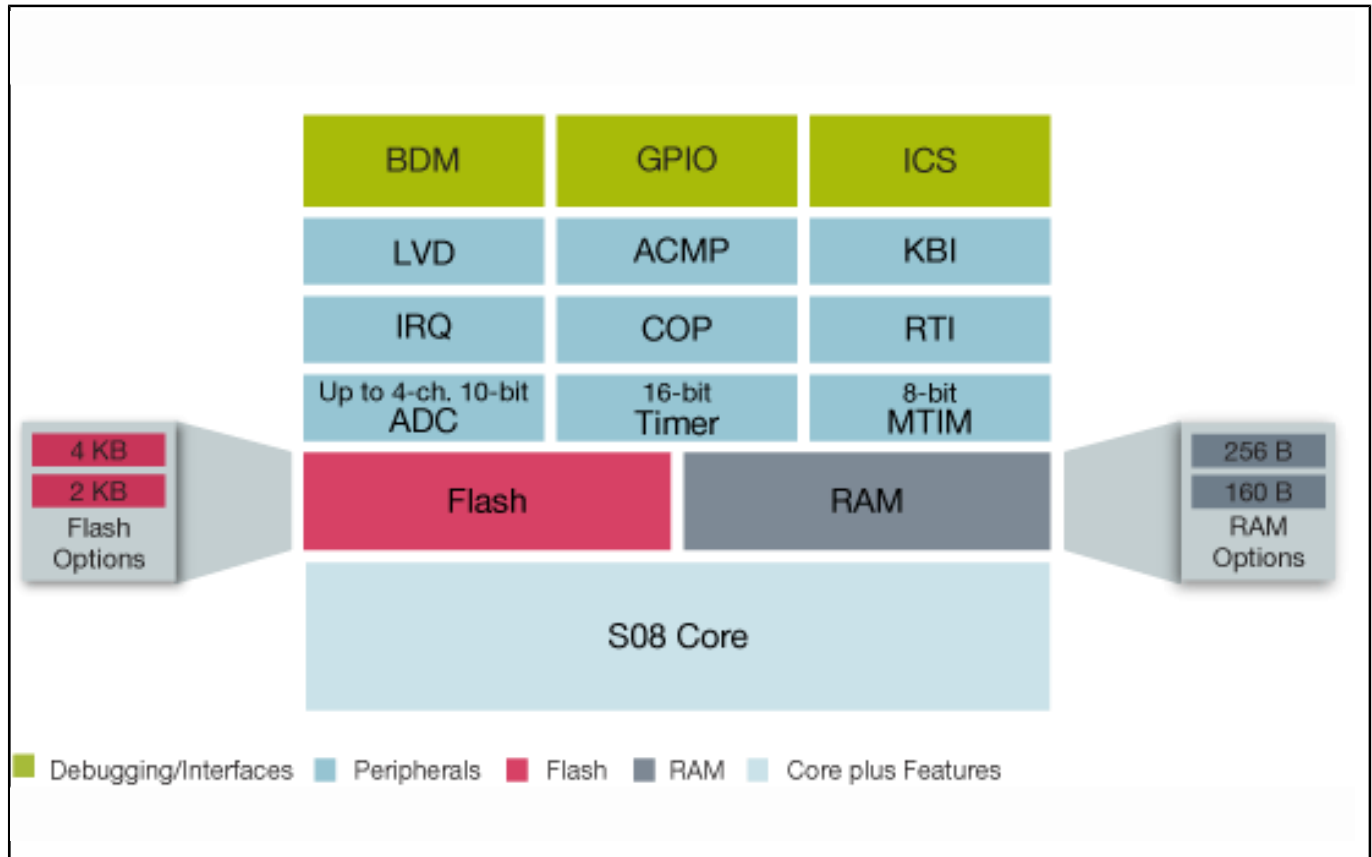 BDM
GPIO
ICS
LVD
ACMP
KBI
IRQ
COP
RTI
Up to 4-ch. 10-bit
ADC
16-bit
Timer
8-bit
MTIM
4 KB
2 KB
Flash
Options
Flash
RAM
256 B
160 B
RAM
Options
S08 Core
Debugging/Interfaces
Peripherals
Flash
RAM
Core plus Features